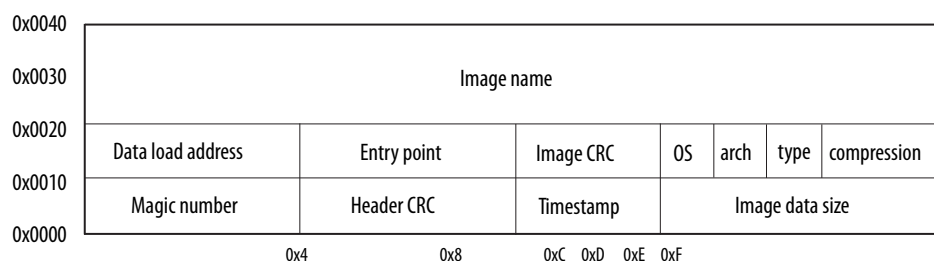 0x0040
0x0030
Image name
0x0020
Data load address Entry point Image CRC OS arch type compression
0x0010
Magic number Header CRC Timestamp Image data size
0x0000
0x4 0x8 0xC 0xD 0xE 0xF